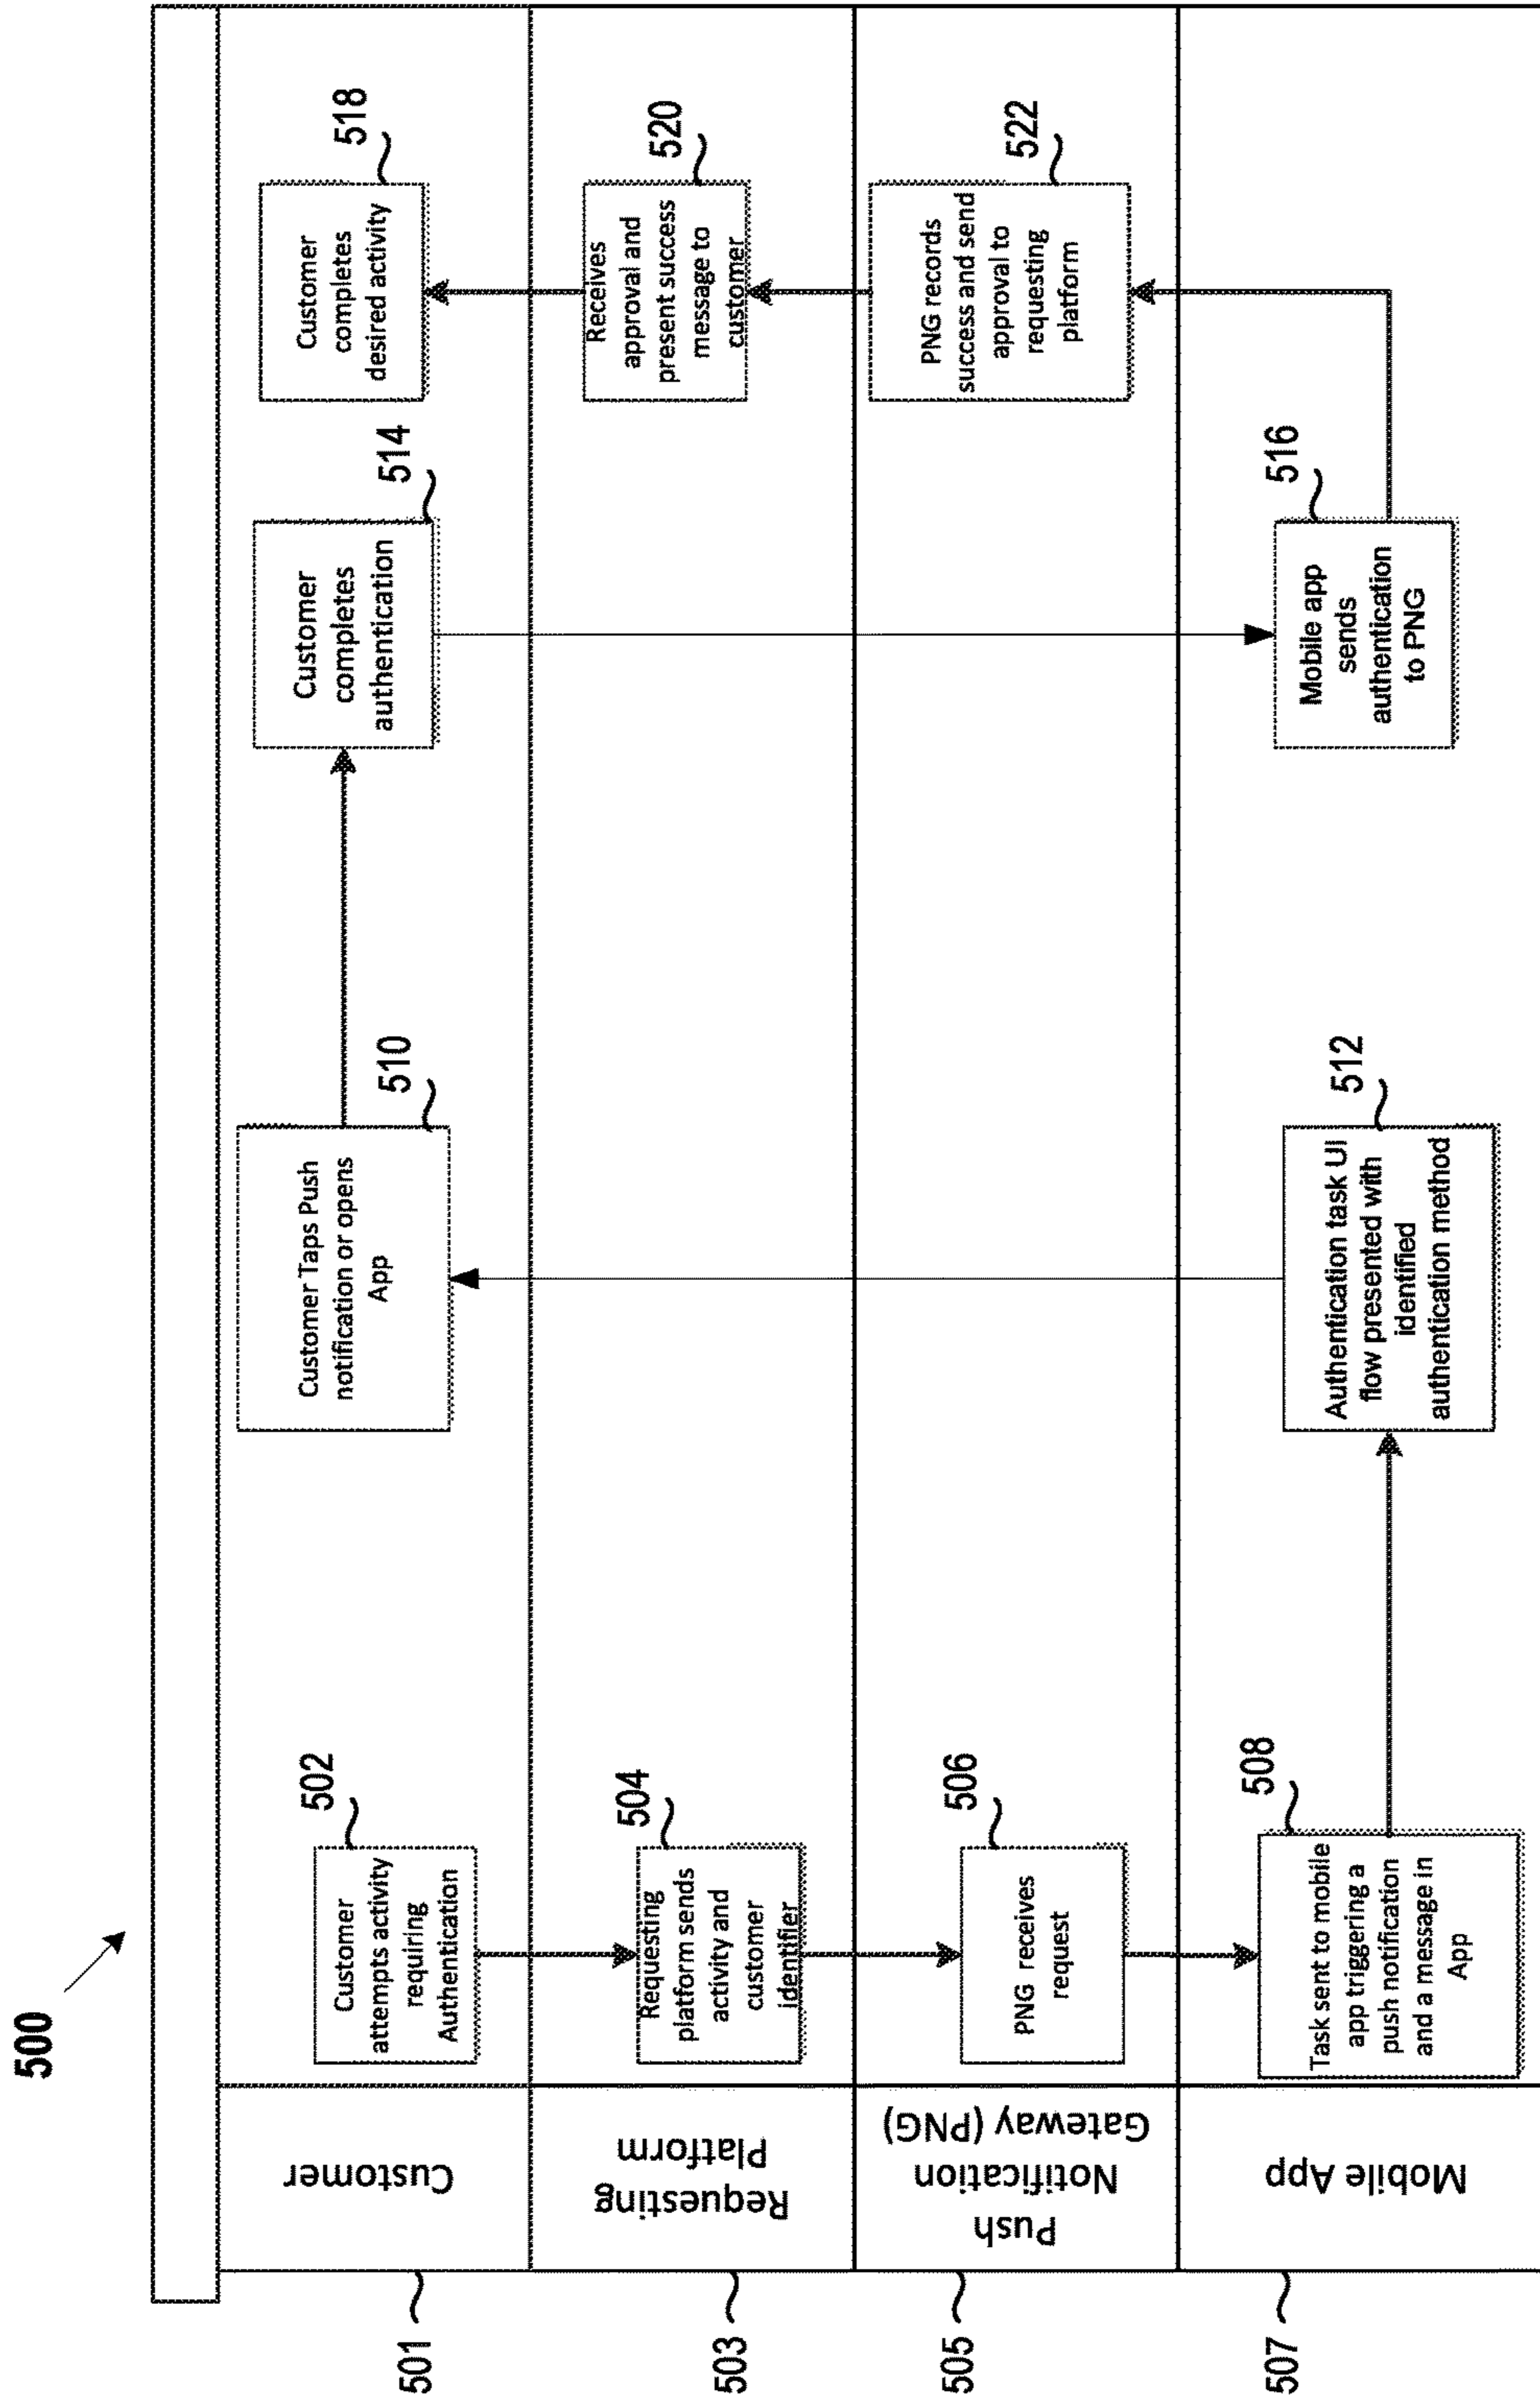 500
501
Customer
502
Customer
attempts activity
requiring
Authentication
510
Customer Taps Push
notification or opens
App
514
Customer
completes
authentication
518
Customer
completes
desired activity
503
Requesting
Platform
504
Requesting
platform sends
activity and
customer
identifier
520
Receives
approval and
present success
message to
customer
505
Push
Notification
Gateway (PNG)
506
PNG receives
request
522
PNG records
success and send
approval to
requesting
platform
507
Mobile App
508
Task sent to mobile
app triggering a
push notification
and a message in
App
512
Authentication task UI
flow presented with
identified
authentication method
516
Mobile app
sends
authentication
to PNG